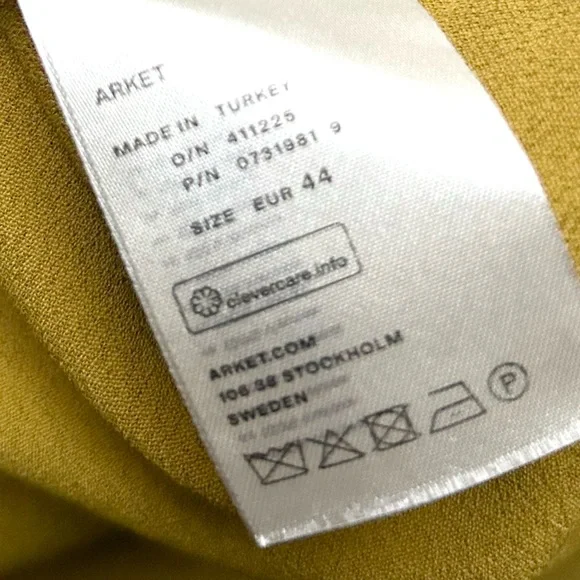 ARKET
MADE IN TURKEY
O/N 411225
P/N 0731981 9
SIZE EUR 44
clevercare.info
ARKET.COM
106 38 STOCKHOLM
SWEDEN
P